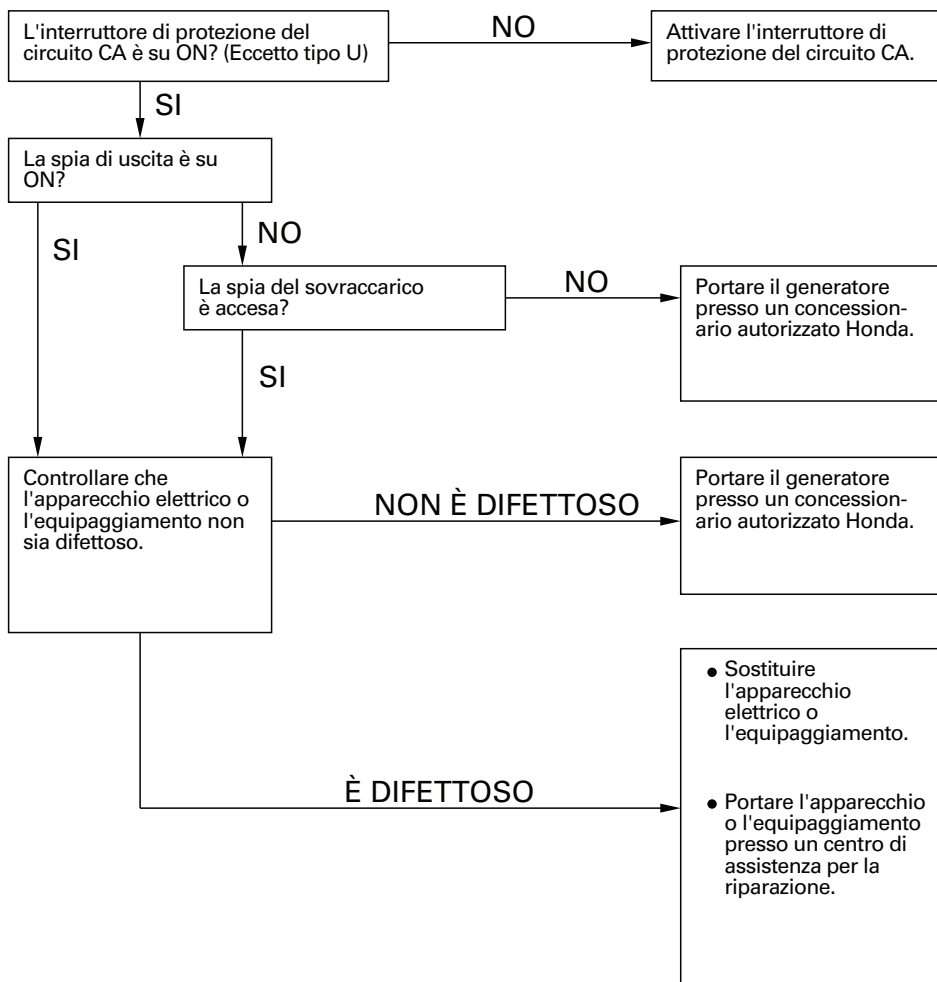 L'interruttore di protezione del
circuito CA è su ON? (Eccetto tipo U)
NO
Attivare l'interruttore di
protezione del circuito CA.
SI
La spia di uscita è su
ON?
SI
NO
La spia del sovraccarico
è accesa?
NO
Portare il generatore
presso un concession-
ario autorizzato Honda.
SI
Controllare che
l'apparecchio elettrico o
l'equipaggiamento non
sia difettoso.
NON È DIFETTOSO
Portare il generatore
presso un concession-
ario autorizzato Honda.
È DIFETTOSO
● Sostituire
l'apparecchio
elettrico o
l'equipaggiamento.
● Portare l'apparecchio
o l'equipaggiamento
presso un centro di
assistenza per la
riparazione.